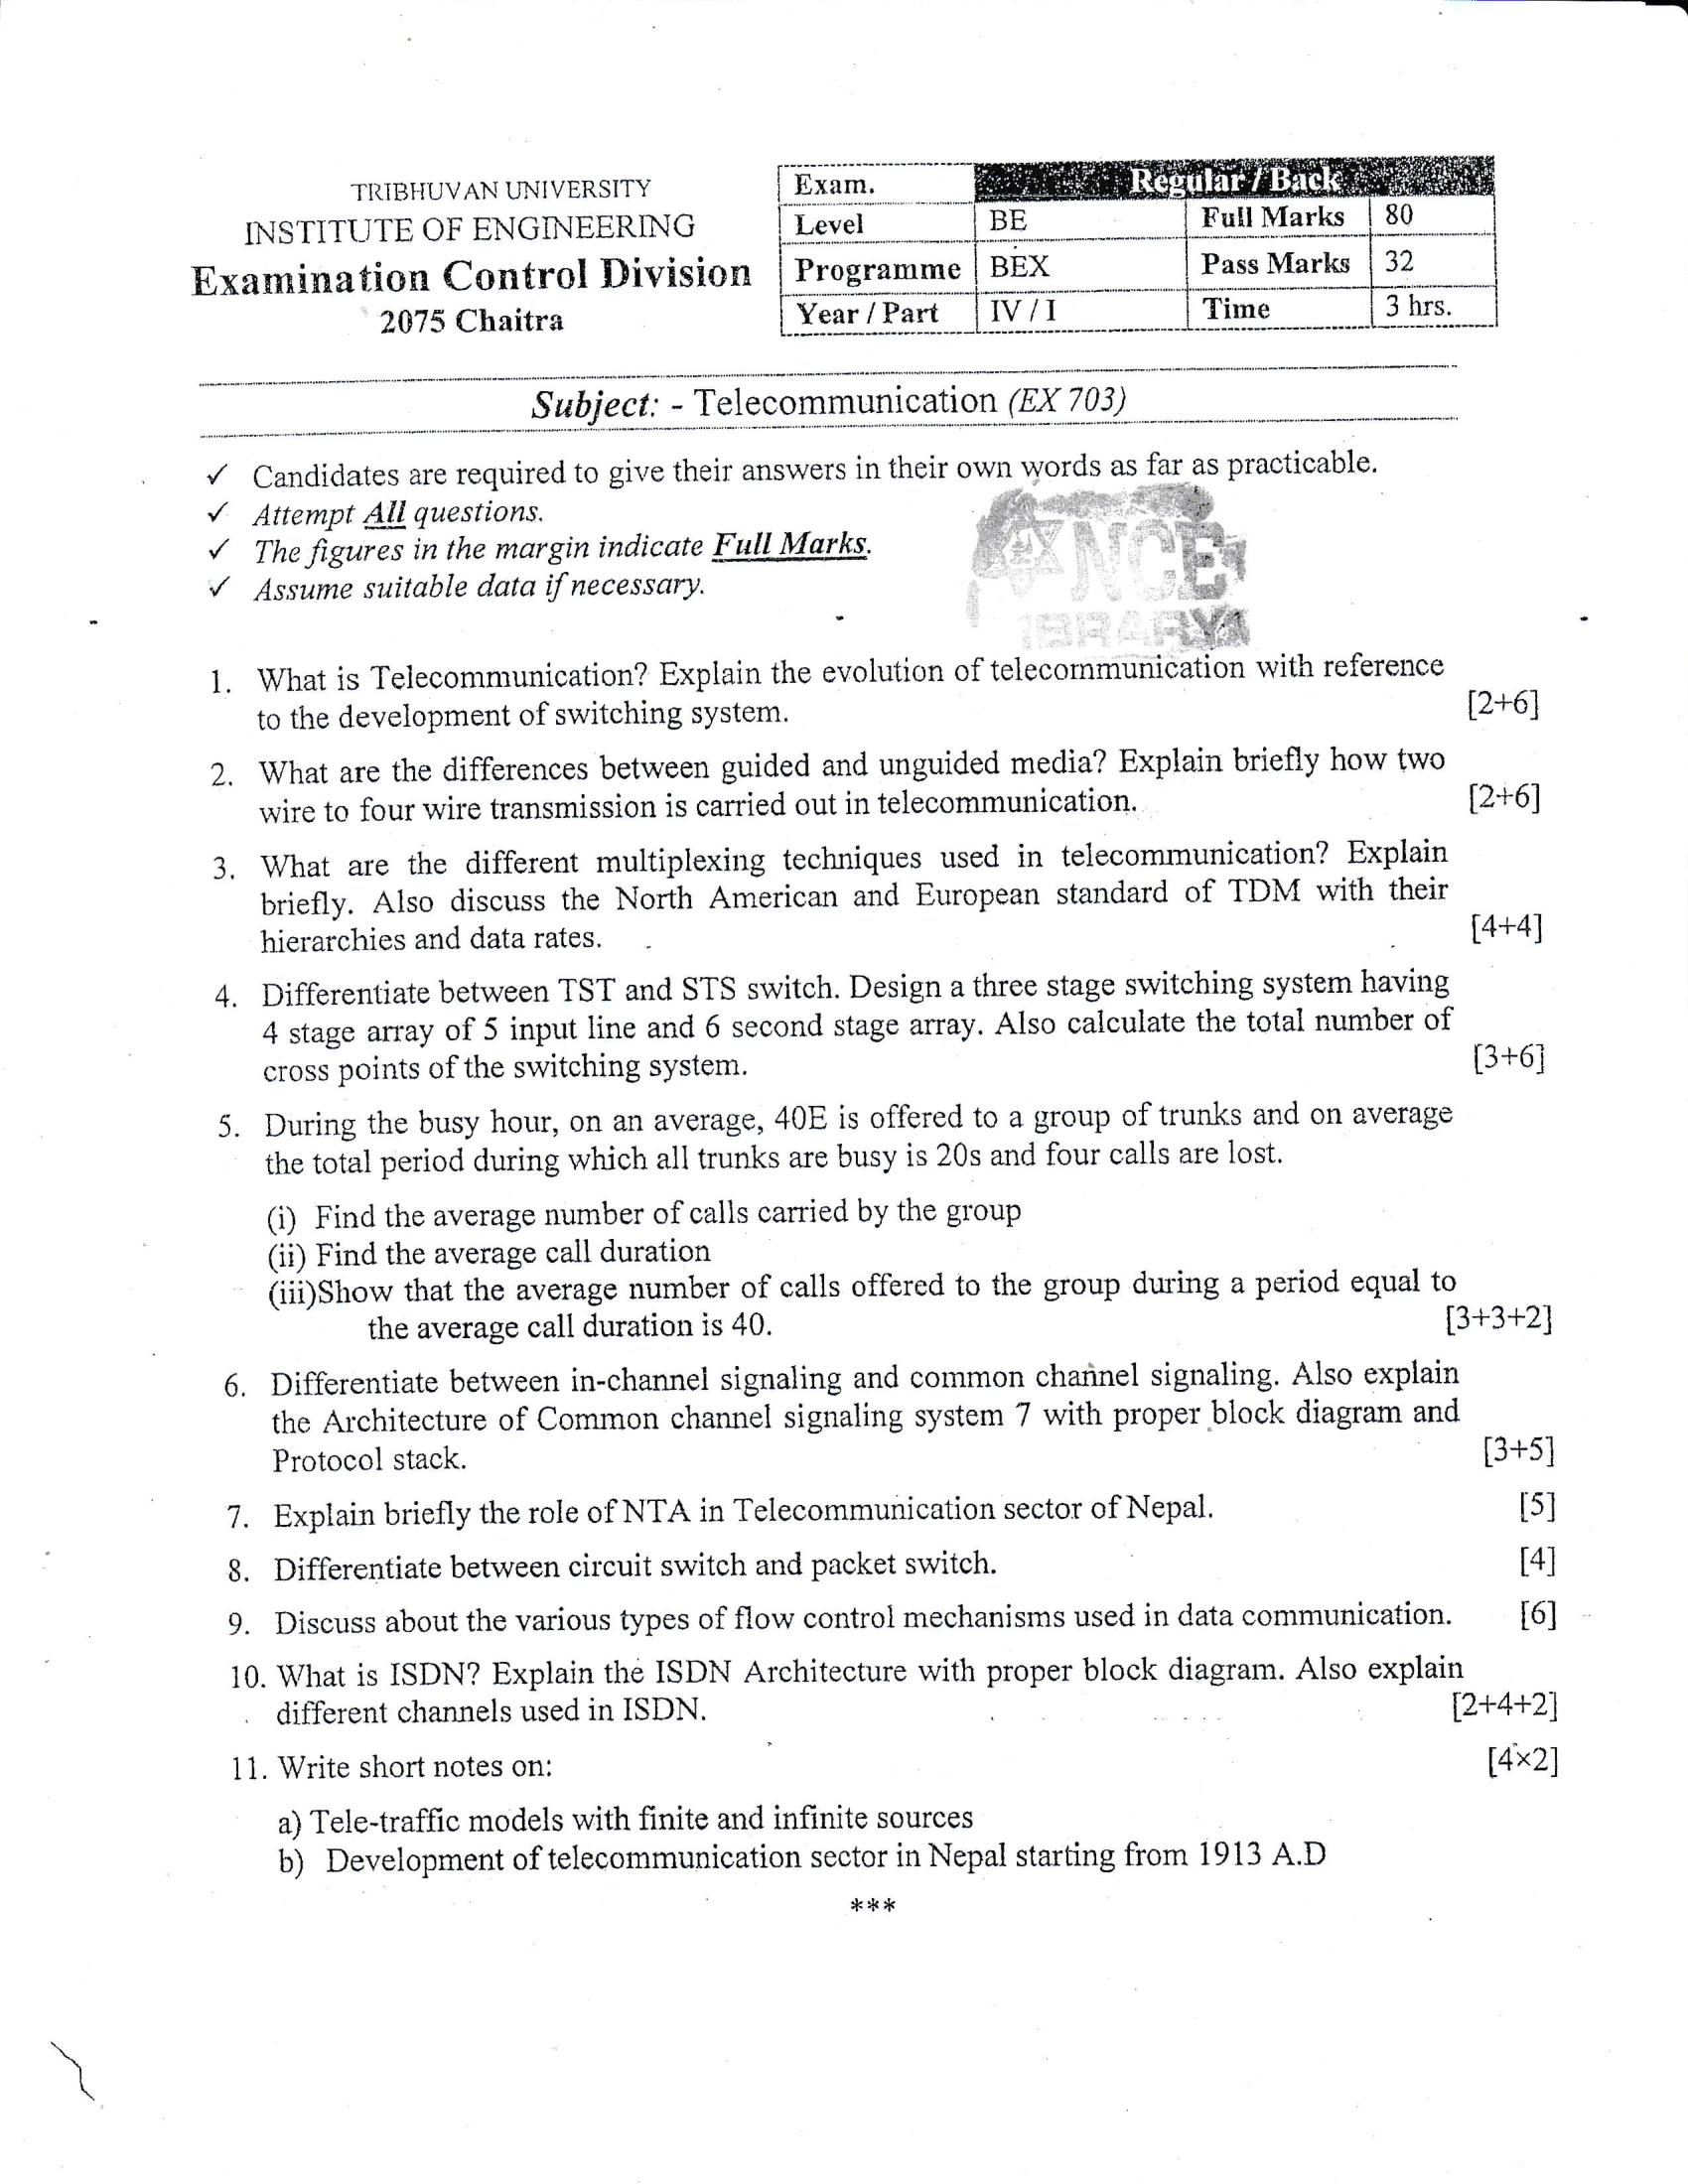 TRIBHUVAN UNIVERSITY
INSTITUTE OF ENGINEERING
Examination Control Division
2075 Chaitra
Exam. Regular / Back
Level BE Full Marks 80
Programme BEX Pass Marks 32
Year / Part IV / I Time 3 hrs.
Subject: - Telecommunication (EX 703)
✓ Candidates are required to give their answers in their own words as far as practicable.
✓ Attempt All questions.
✓ The figures in the margin indicate Full Marks.
✓ Assume suitable data if necessary.
NCE
LIBRARY
1. What is Telecommunication? Explain the evolution of telecommunication with reference
to the development of switching system. [2+6]
2. What are the differences between guided and unguided media? Explain briefly how two
wire to four wire transmission is carried out in telecommunication. [2+6]
3. What are the different multiplexing techniques used in telecommunication? Explain
briefly. Also discuss the North American and European standard of TDM with their
hierarchies and data rates. [4+4]
4. Differentiate between TST and STS switch. Design a three stage switching system having
4 stage array of 5 input line and 6 second stage array. Also calculate the total number of
cross points of the switching system. [3+6]
5. During the busy hour, on an average, 40E is offered to a group of trunks and on average
the total period during which all trunks are busy is 20s and four calls are lost.
(i) Find the average number of calls carried by the group
(ii) Find the average call duration
(iii)Show that the average number of calls offered to the group during a period equal to
the average call duration is 40. [3+3+2]
6. Differentiate between in-channel signaling and common channel signaling. Also explain
the Architecture of Common channel signaling system 7 with proper block diagram and
Protocol stack. [3+5]
7. Explain briefly the role of NTA in Telecommunication sector of Nepal. [5]
8. Differentiate between circuit switch and packet switch. [4]
9. Discuss about the various types of flow control mechanisms used in data communication. [6]
10. What is ISDN? Explain the ISDN Architecture with proper block diagram. Also explain
different channels used in ISDN. [2+4+2]
11. Write short notes on: [4×2]
a) Tele-traffic models with finite and infinite sources
b) Development of telecommunication sector in Nepal starting from 1913 A.D
***